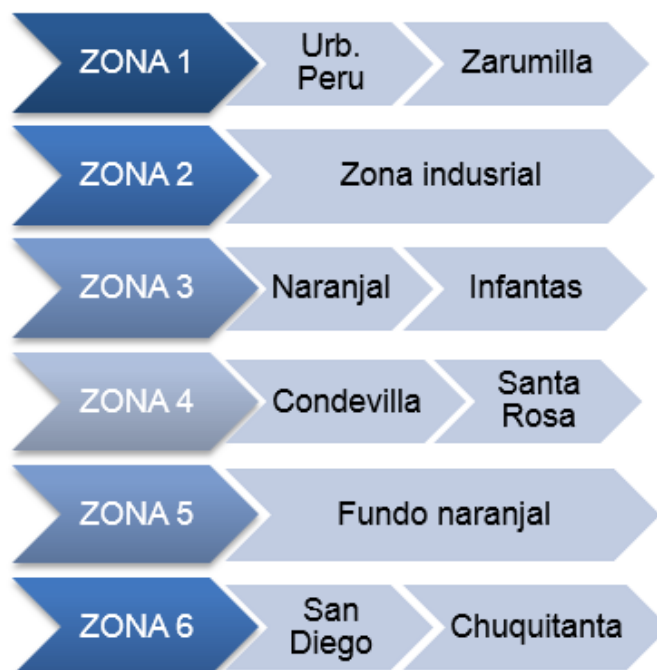 ZONA 1
Urb.
Peru
Zarumilla
ZONA 2
Zona indusrial
ZONA 3
Naranjal
Infantas
ZONA 4
Condevilla
Santa
Rosa
ZONA 5
Fundo naranjal
ZONA 6
San
Diego
Chuquitanta